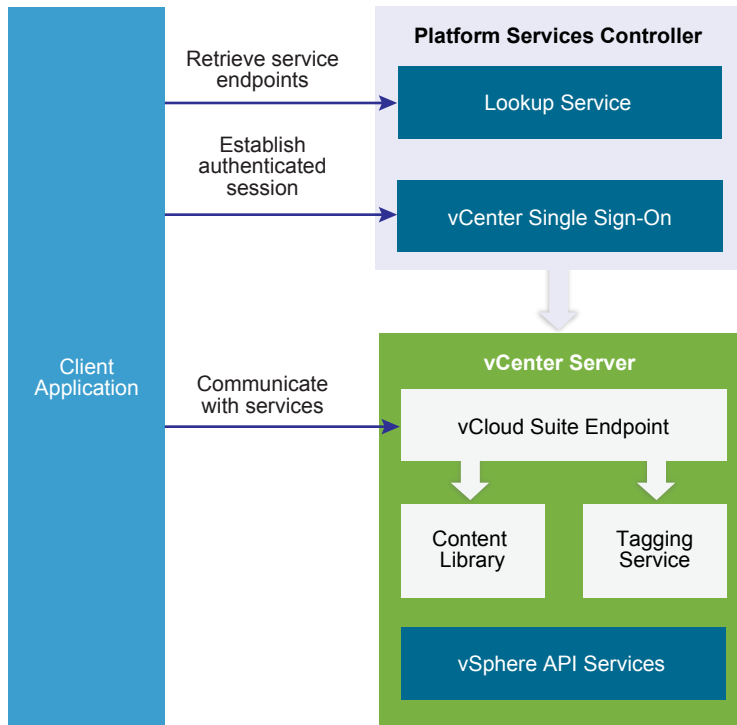 Platform Services Controller
Retrieve service
endpoints
Lookup Service
Establish
authenticated
session
vCenter Single Sign-On
Client
Application
vCenter Server
Communicate
with services
vCloud Suite Endpoint
Content
Library
Tagging
Service
vSphere API Services